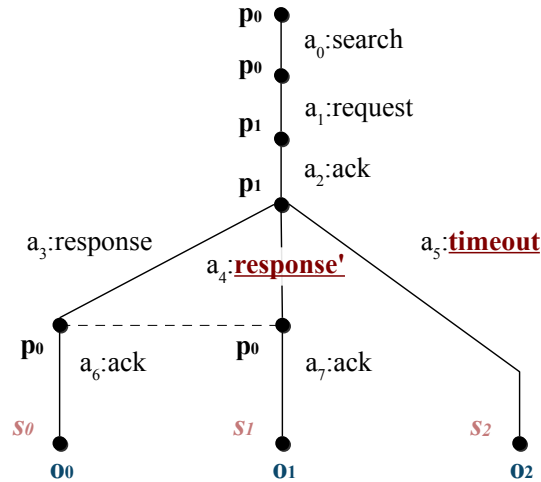 p₀
a₀:search
p₀
a₁:request
p₁
a₂:ack
p₁
a₃:response
a₄:response'
a₅:timeout
p₀
a₆:ack
p₀
a₇:ack
s₀
s₁
s₂
o₀
o₁
o₂